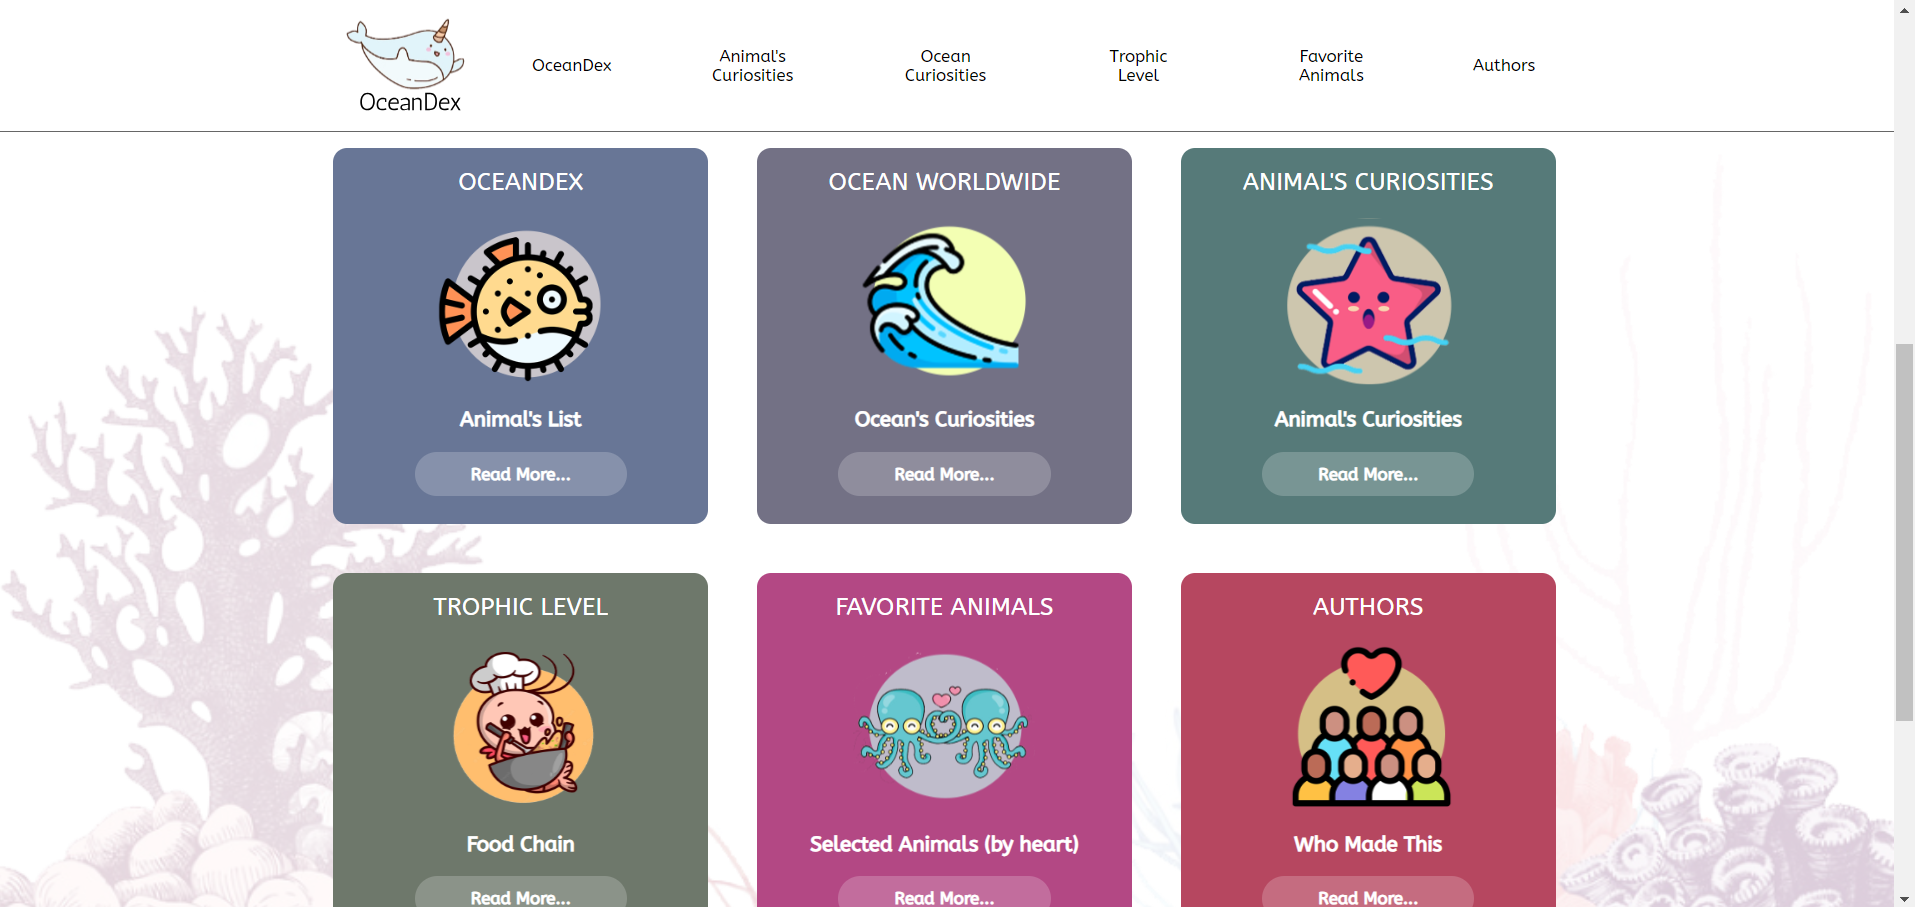 OceanDex
OceanDex
Animal's
Curiosities
Ocean
Curiosities
Trophic
Level
Favorite
Animals
Authors
OCEANDEX
Animal's List
Read More...
OCEAN WORLDWIDE
Ocean's Curiosities
Read More...
ANIMAL'S CURIOSITIES
Animal's Curiosities
Read More...
TROPHIC LEVEL
Food Chain
Read More...
FAVORITE ANIMALS
Selected Animals (by heart)
Read More...
AUTHORS
Who Made This
Read More...